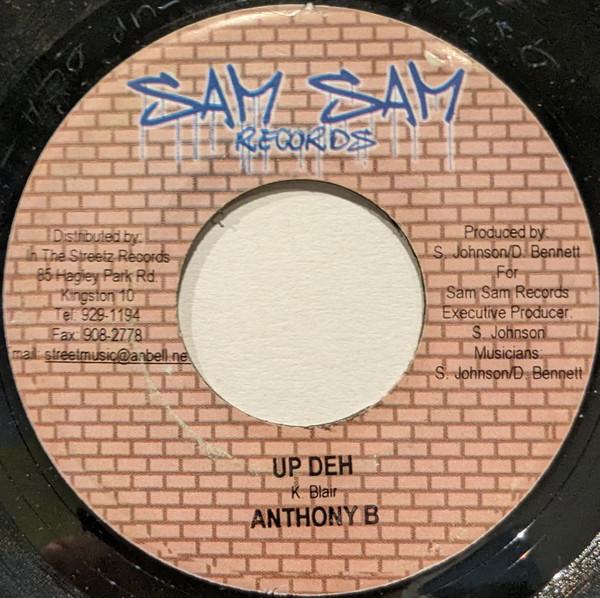 SAM SAM
RECORDS
Distributed by:
In The Streetz Records
85 Hagley Park Rd.
Kingston 10
Tel: 929-1194
Fax: 908-2778
mail: streetmusic@anbell.ne
Produced by:
S. Johnson/D. Bennett
For
Sam Sam Records
Executive Producer:
S. Johnson
Musicians:
S. Johnson/D. Bennett
UP DEH
K. Blair
ANTHONY B